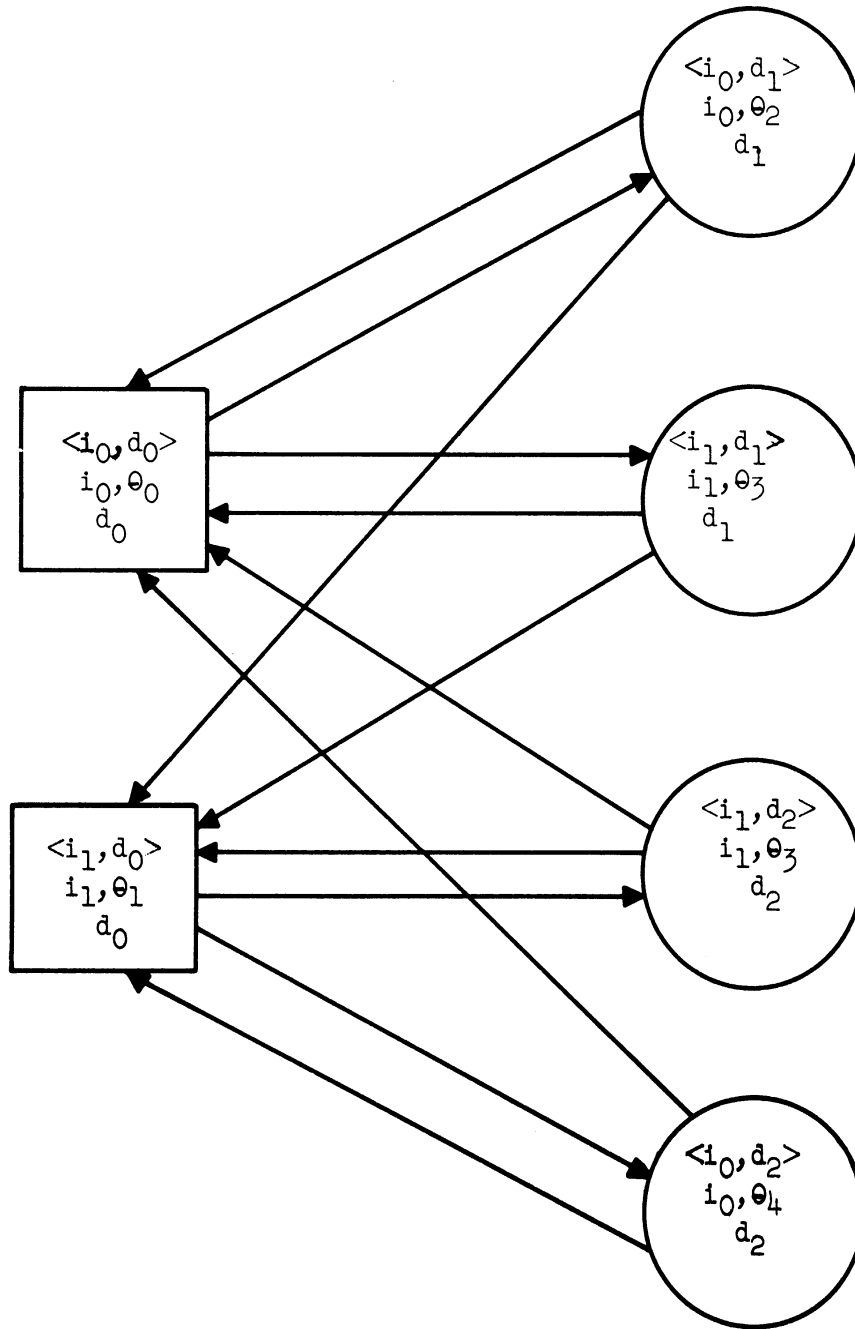 <i₀,d₁>
i₀,θ₂
d₁
<i₀,d₀>
i₀,θ₀
d₀
<i₁,d₁>
i₁,θ₃
d₁
<i₁,d₀>
i₁,θ₁
d₀
<i₁,d₂>
i₁,θ₃
d₂
<i₀,d₂>
i₀,θ₄
d₂